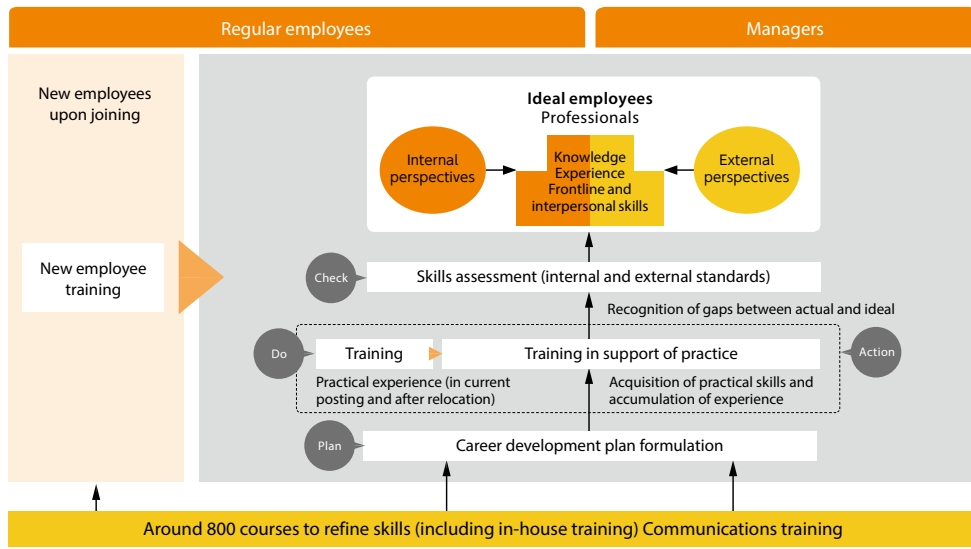 Regular employees
Managers
New employees
upon joining
Ideal employees
Professionals
Internal
perspectives
Knowledge
Experience
Frontline and
interpersonal skills
External
perspectives
New employee
training
Check
Skills assessment (internal and external standards)
Recognition of gaps between actual and ideal
Do
Training
Training in support of practice
Action
Practical experience (in current
posting and after relocation)
Acquisition of practical skills and
accumulation of experience
Plan
Career development plan formulation
Around 800 courses to refine skills (including in-house training) Communications training